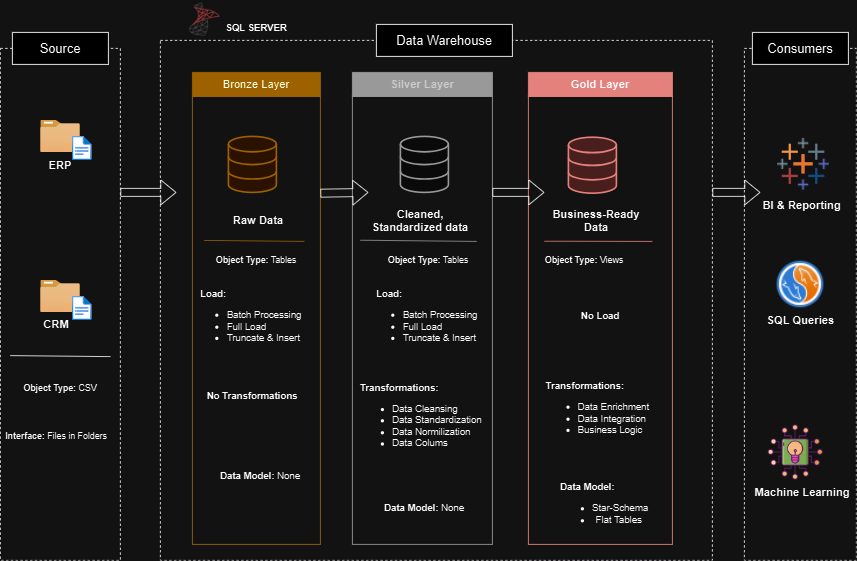 SQL SERVER
Source
Data Warehouse
Consumers
ERP
CRM
Object Type: CSV
Interface: Files in Folders
Bronze Layer
Raw Data
Object Type: Tables
Load:
Batch Processing
Full Load
Truncate & Insert
No Transformations
Data Model: None
Silver Layer
Cleaned,
Standardized data
Object Type: Tables
Load:
Batch Processing
Full Load
Truncate & Insert
Transformations:
Data Cleansing
Data Standardization
Data Normilization
Data Colums
Data Model: None
Gold Layer
Business-Ready
Data
Object Type: Views
No Load
Transformations:
Data Enrichment
Data Integration
Business Logic
Data Model:
Star-Schema
Flat Tables
BI & Reporting
SQL Queries
Machine Learning